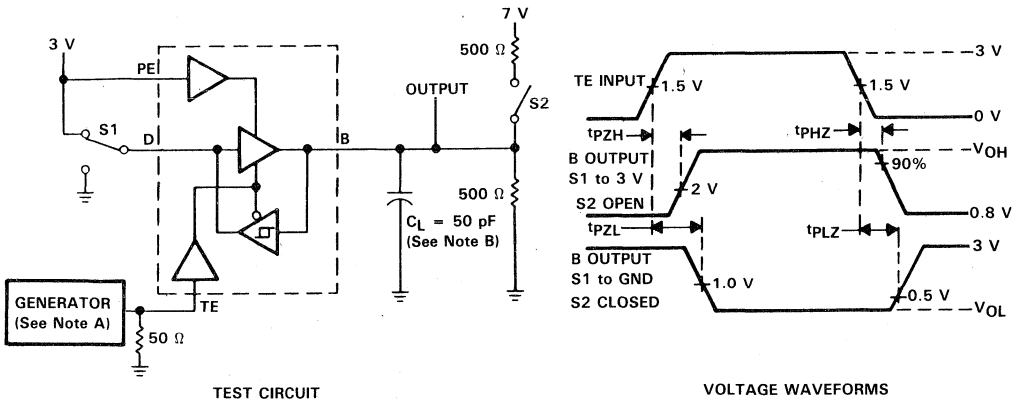 3 V
PE
S1
D
OUTPUT
7 V
500 Ω
S2
B
500 Ω
CL = 50 pF
(See Note B)
TE
GENERATOR
(See Note A)
50 Ω
TEST CIRCUIT
TE INPUT
3 V
1.5 V
1.5 V
0 V
tPZH
tPHZ
B OUTPUT
S1 to 3 V
S2 OPEN
VOH
90%
2 V
0.8 V
tPZL
tPLZ
B OUTPUT
S1 to GND
S2 CLOSED
3 V
1.0 V
0.5 V
VOL
VOLTAGE WAVEFORMS